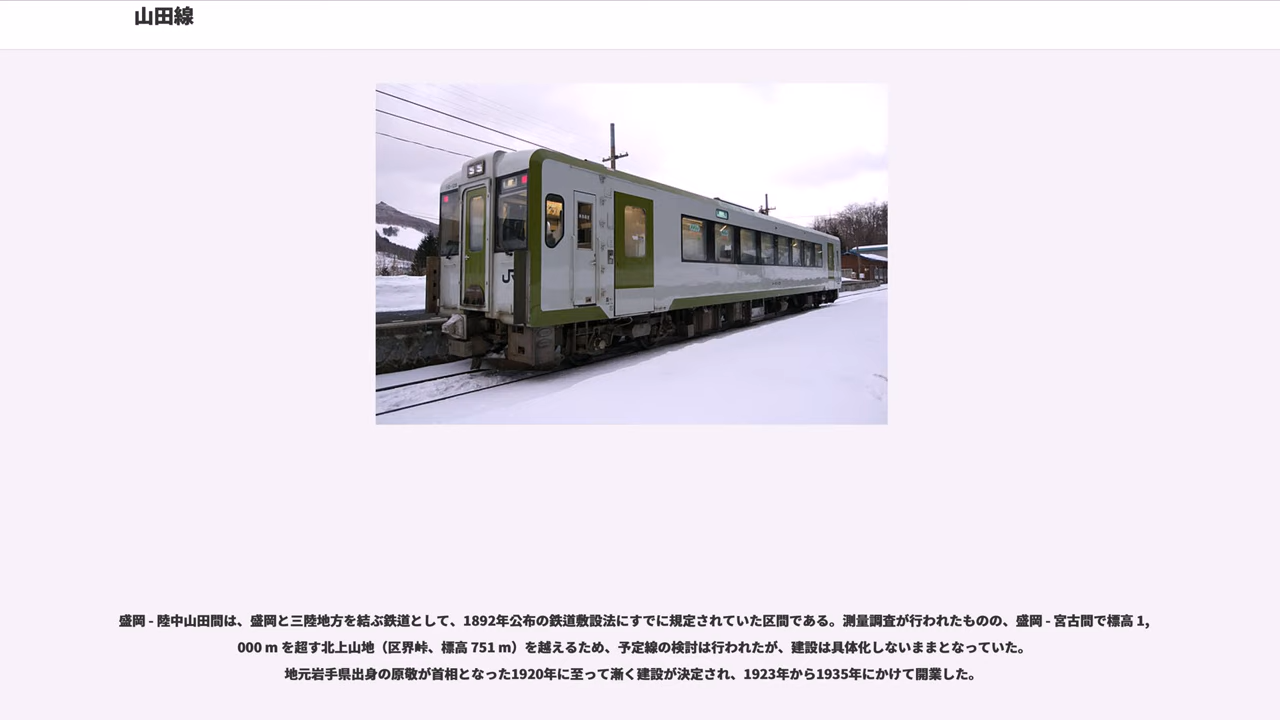 山田線
JR
盛岡 - 陸中山田間は、盛岡と三陸地方を結ぶ鉄道として、1892年公布の鉄道敷設法にすでに規定されていた区間である。測量調査が行われたものの、盛岡 - 宮古間で標高 1,
000 m を超す北上山地（区界峠、標高 751 m）を越えるため、予定線の検討は行われたが、建設は具体化しないままとなっていた。
地元岩手県出身の原敬が首相となった1920年に至って漸く建設が決定され、1923年から1935年にかけて開業した。